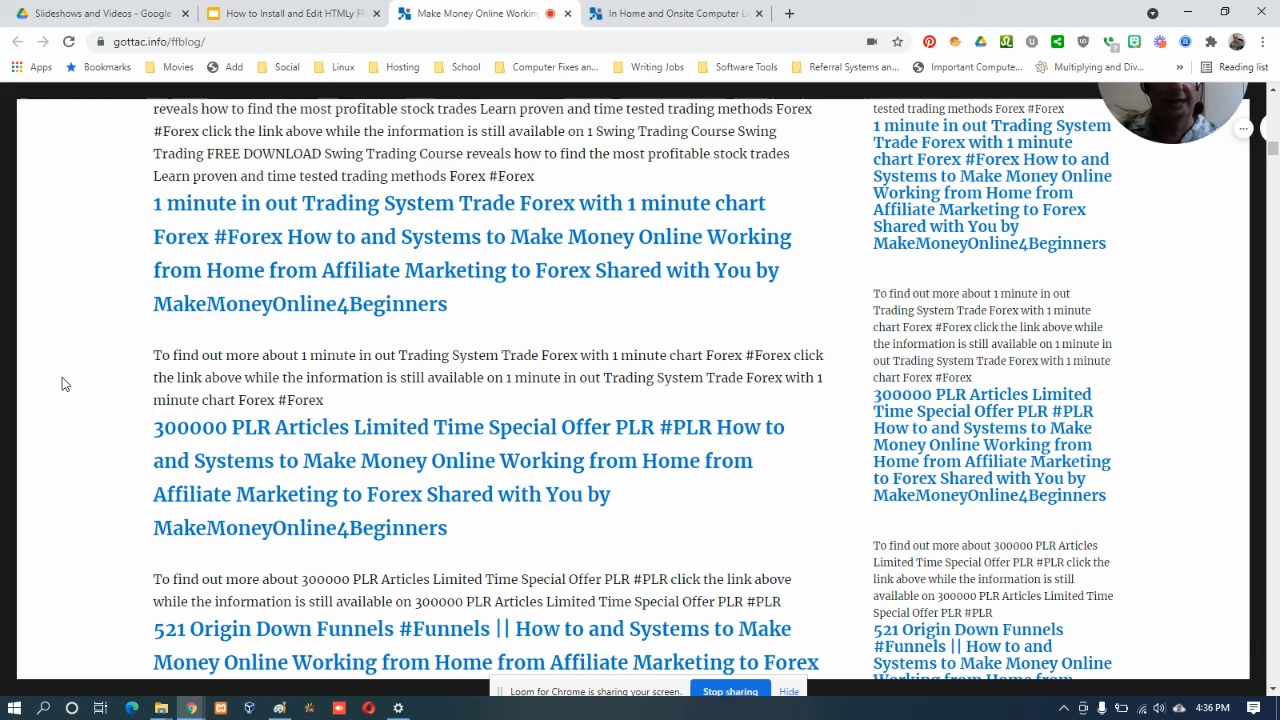 Slideshows and Videos - Google
How to Install and Edit HTMLy Fl
Make Money Online Working
In Home and Onsite Computer L
gottac.info/ffblog/
Apps
Bookmarks
Movies
Add
Social
Linux
Hosting
School
Computer Fixes an...
Writing Jobs
Software Tools
Referral Systems an...
Important Compute...
Multiplying and Div...
»
Reading list
reveals how to find the most profitable stock trades Learn proven and time tested trading methods Forex
#Forex click the link above while the information is still available on 1 Swing Trading Course Swing
Trading FREE DOWNLOAD Swing Trading Course reveals how to find the most profitable stock trades
Learn proven and time tested trading methods Forex #Forex
1 minute in out Trading System Trade Forex with 1 minute chart
Forex #Forex How to and Systems to Make Money Online Working
from Home from Affiliate Marketing to Forex Shared with You by
MakeMoneyOnline4Beginners
To find out more about 1 minute in out Trading System Trade Forex with 1 minute chart Forex #Forex click
the link above while the information is still available on 1 minute in out Trading System Trade Forex with 1
minute chart Forex #Forex
300000 PLR Articles Limited Time Special Offer PLR #PLR How to
and Systems to Make Money Online Working from Home from
Affiliate Marketing to Forex Shared with You by
MakeMoneyOnline4Beginners
To find out more about 300000 PLR Articles Limited Time Special Offer PLR #PLR click the link above
while the information is still available on 300000 PLR Articles Limited Time Special Offer PLR #PLR
521 Origin Down Funnels #Funnels || How to and Systems to Make
Money Online Working from Home from Affiliate Marketing to Forex
tested trading methods Forex #Forex
1 minute in out Trading System
Trade Forex with 1 minute
chart Forex #Forex How to and
Systems to Make Money Online
Working from Home from
Affiliate Marketing to Forex
Shared with You by
MakeMoneyOnline4Beginners
To find out more about 1 minute in out
Trading System Trade Forex with 1 minute
chart Forex #Forex click the link above while
the information is still available on 1 minute in
out Trading System Trade Forex with 1 minute
chart Forex #Forex
300000 PLR Articles Limited
Time Special Offer PLR #PLR
How to and Systems to Make
Money Online Working from
Home from Affiliate Marketing
to Forex Shared with You by
MakeMoneyOnline4Beginners
To find out more about 300000 PLR Articles
Limited Time Special Offer PLR #PLR click the
link above while the information is still
available on 300000 PLR Articles Limited Time
Special Offer PLR #PLR
521 Origin Down Funnels
#Funnels || How to and
Systems to Make Money Online
Working from Home from
Loom for Chrome is sharing your screen.
Stop sharing
Hide
4:36 PM